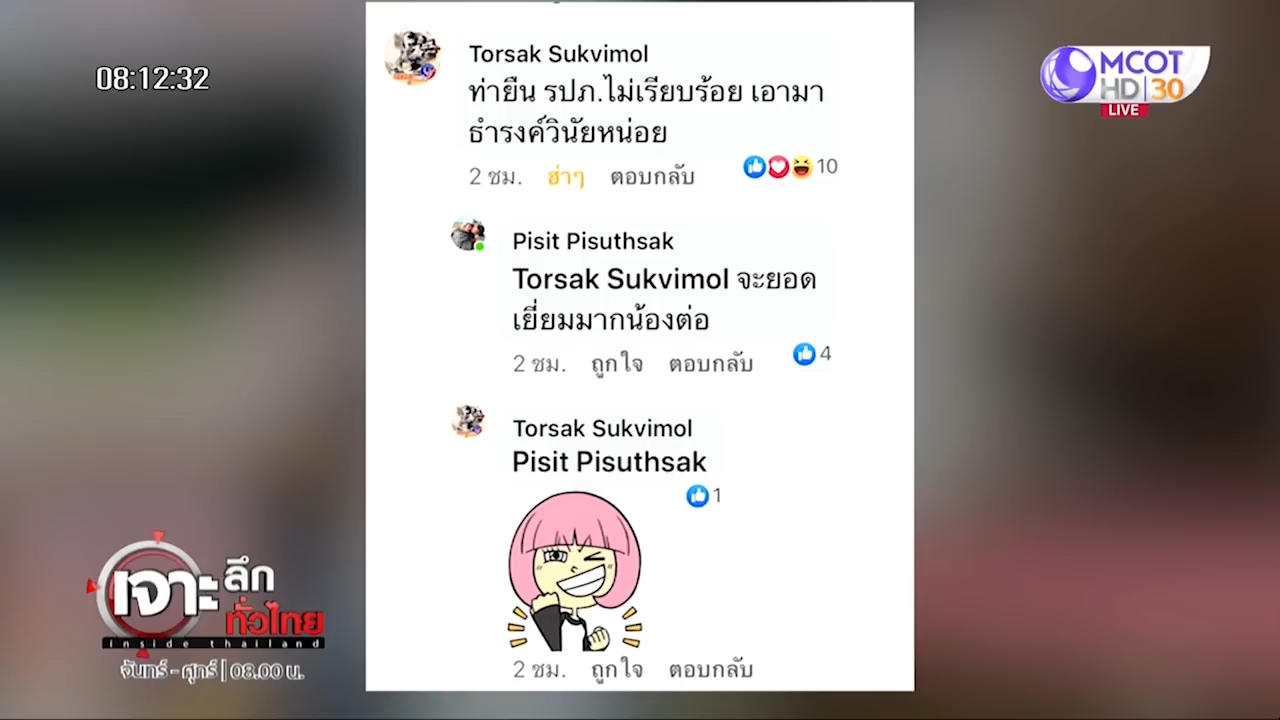 08:12:32
MCOT
HD 30
LIVE
Torsak Sukvimol
ท่ายืน รปภ.ไม่เรียบร้อย เอามา
ธำรงค์วินัยหน่อย
2 ชม. ฮ่าๆ ตอบกลับ 10
Pisit Pisuthsak
Torsak Sukvimol จะยอด
เยี่ยมมากน้องต่อ
2 ชม. ถูกใจ ตอบกลับ 4
Torsak Sukvimol
Pisit Pisuthsak
1
2 ชม. ถูกใจ ตอบกลับ
เจาะลึก
ทั่วไทย
inside thailand
จันทร์ - ศุกร์ | 08.00 น.